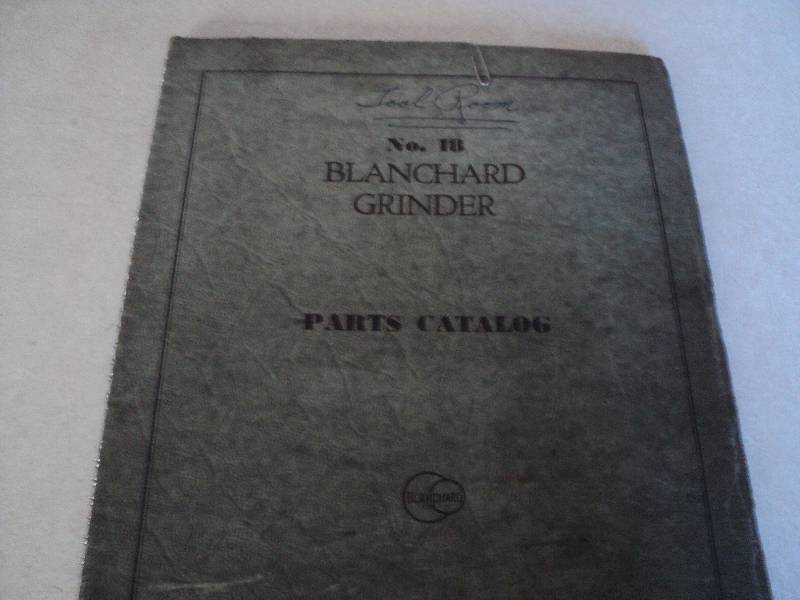 Tool Room
No. 18
BLANCHARD
GRINDER
PARTS CATALOG
BLANCHARD